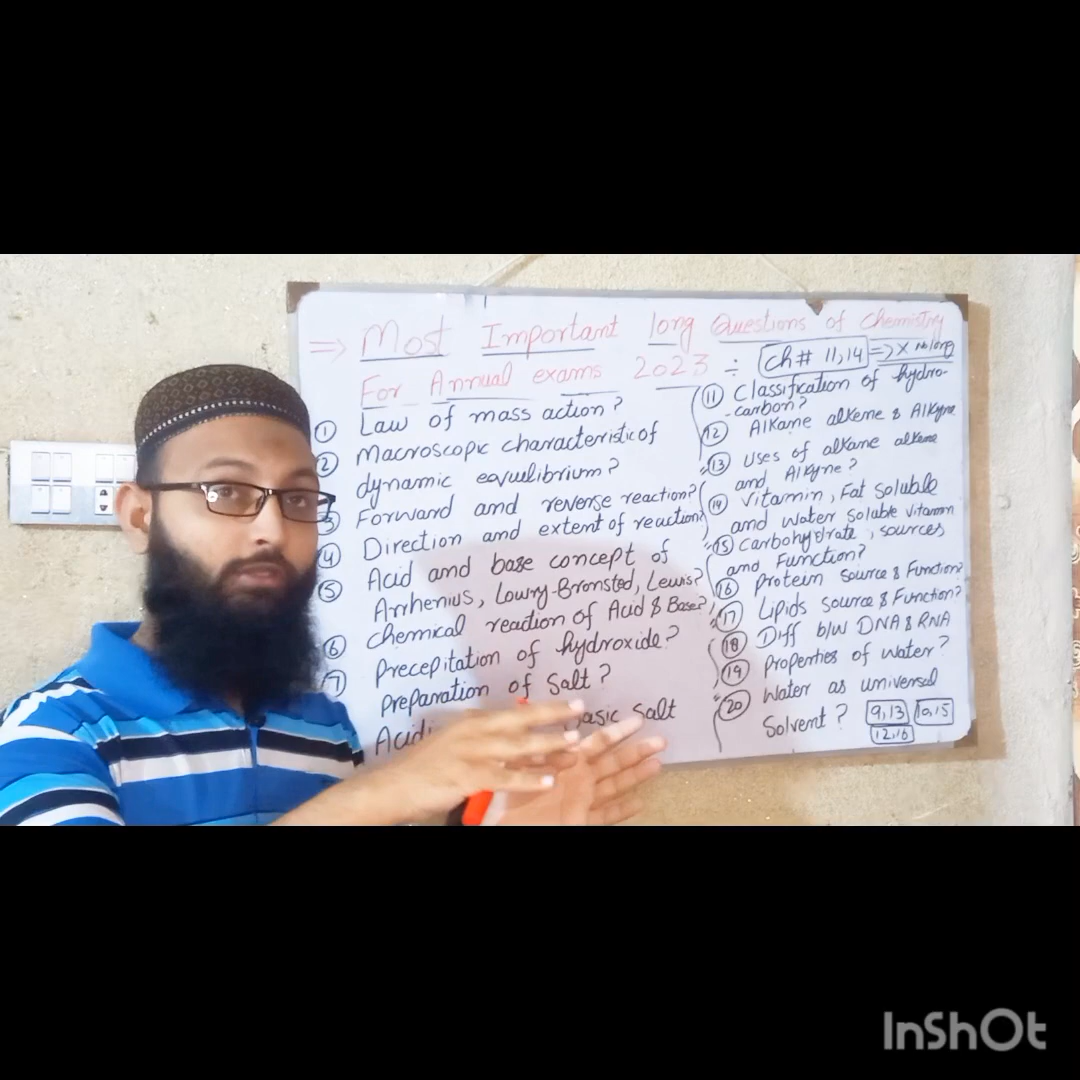 ⇒ Most Important long Questions of Chemistry
For Annual exams 2023 ÷ ch# 11,14 ⇒ X no long
① Law of mass action?
② Macroscopic characteristic of
dynamic eqvuilibrium?
③ Forward and reverse reaction?
④ Direction and extent of reaction?
⑤ Acid and base concept of
Arrhenius, Lowry-Bronsted, Lewis?
⑥ Chemical reaction of Acid & Base?
⑦ Precepitation of hydroxide?
Preparation of Salt?
basic Salt
⑪ Classification of hydro-
-carbon?
⑫ Alkane alkene & Alkyne
⑬ Uses of alkane alkene
and Alkyne?
⑭ Vitamin, Fat soluble
and water soluble vitamin
⑮ Carbohydrate, sources
and Function?
⑯ Protein Source & Function?
⑰ Lipids Source & Function?
⑱ Diff b/w DNA & RNA
⑲ Properties of water?
⑳ Water as universal
Solvent? 9,13 10,15
12,16
InShOt